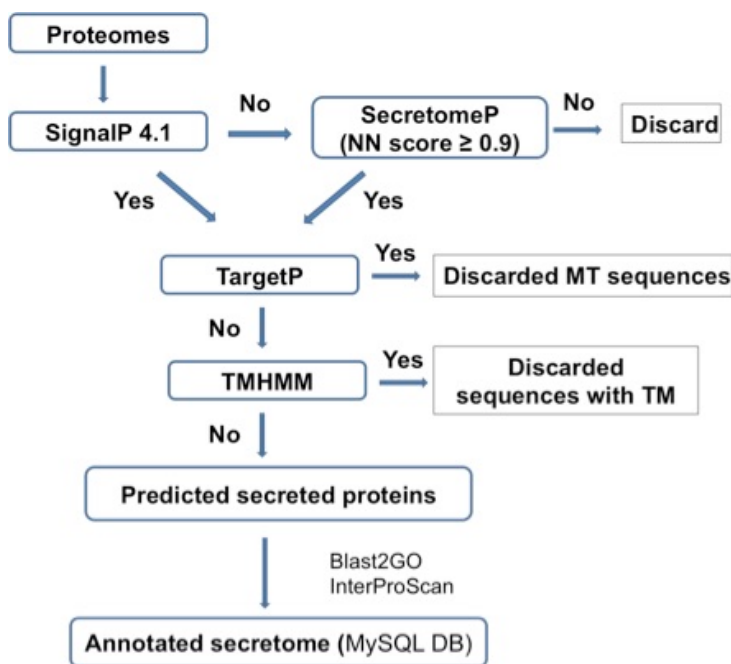 Proteomes
No
No
SignalP 4.1
SecretomeP
(NN score ≥ 0.9)
Discard
Yes
Yes
TargetP
Yes
Discarded MT sequences
No
TMHMM
Yes
Discarded
sequences with TM
No
Predicted secreted proteins
Blast2GO
InterProScan
Annotated secretome (MySQL DB)